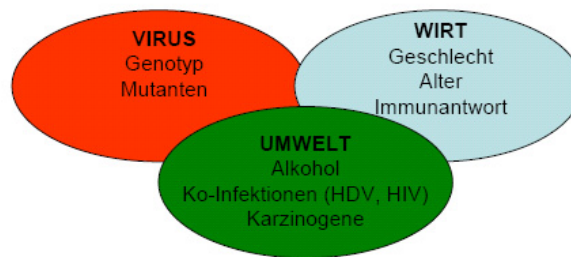 VIRUS
Genotyp
Mutanten
WIRT
Geschlecht
Alter
Immunantwort
UMWELT
Alkohol
Ko-Infektionen (HDV, HIV)
Karzinogene